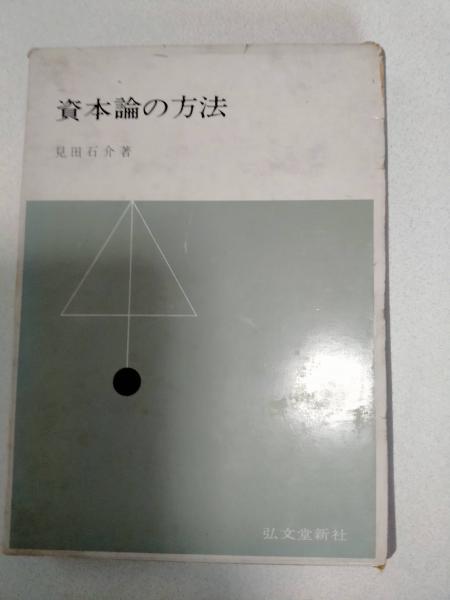 資本論の方法
見田石介著
弘文堂新社